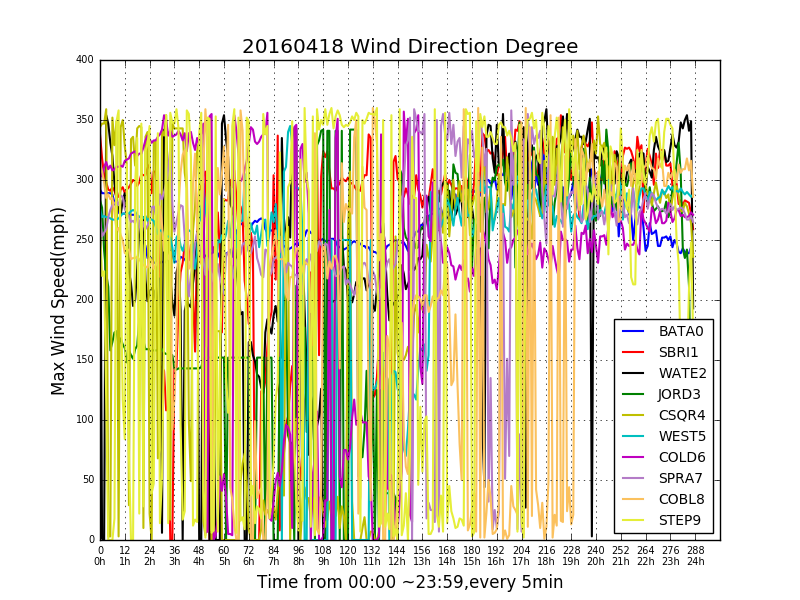 20160418 Wind Direction Degree
Max Wind Speed(mph)
400
350
300
250
200
150
100
50
0
BATA0
SBRI1
WATE2
JORD3
CSQR4
WEST5
COLD6
SPRA7
COBL8
STEP9
0 12 24 36 48 60 72 84 96 108 120 132 144 156 168 180 192 204 216 228 240 252 264 276 288
0h 1h 2h 3h 4h 5h 6h 7h 8h 9h 10h 11h 12h 13h 14h 15h 16h 17h 18h 19h 20h 21h 22h 23h 24h
Time from 00:00 ~23:59,every 5min